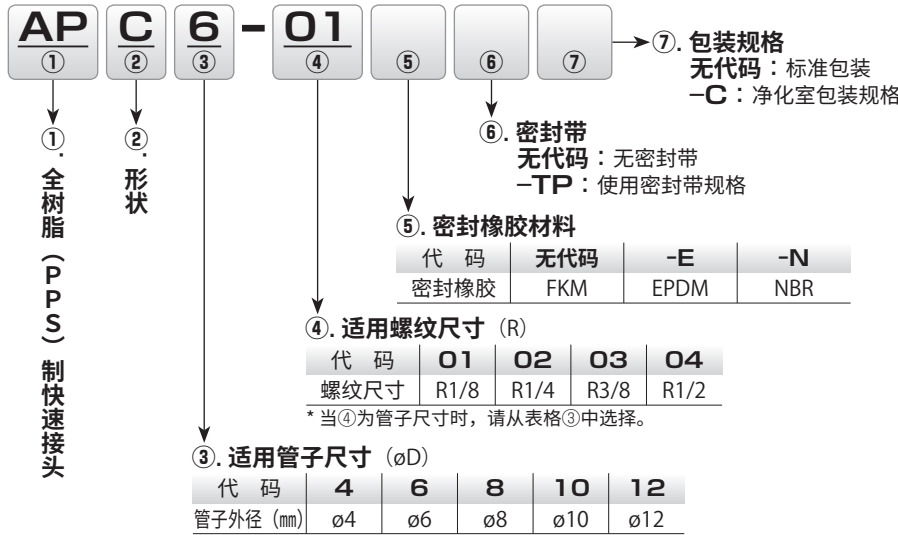 AP C 6 - 01
① ② ③ ④ ⑤ ⑥ ⑦
⑦. 包装规格
无代码：标准包装
-C：净化室包装规格
⑥. 密封带
无代码：无密封带
-TP：使用密封带规格
①. 全树脂（PPS）制快速接头
②. 形状
⑤. 密封橡胶材料
代 码 无代码 -E -N
密封橡胶 FKM EPDM NBR
④. 适用螺纹尺寸（R）
代 码 01 02 03 04
螺纹尺寸 R1/8 R1/4 R3/8 R1/2
* 当④为管子尺寸时，请从表格③中选择。
③. 适用管子尺寸（øD）
代 码 4 6 8 10 12
管子外径（㎜） ø4 ø6 ø8 ø10 ø12